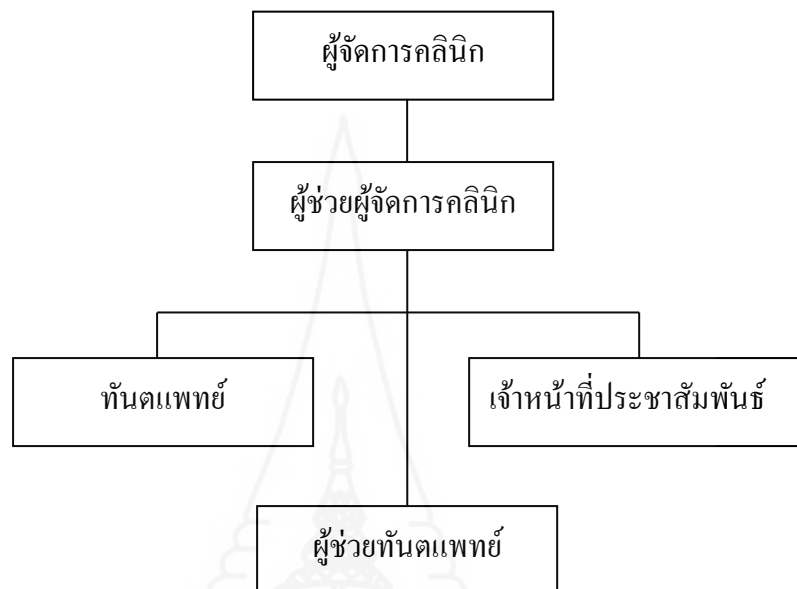 ผู้จัดการคลินิก
ผู้ช่วยผู้จัดการคลินิก
ทันตแพทย์
เจ้าหน้าที่ประชาสัมพันธ์
ผู้ช่วยทันตแพทย์